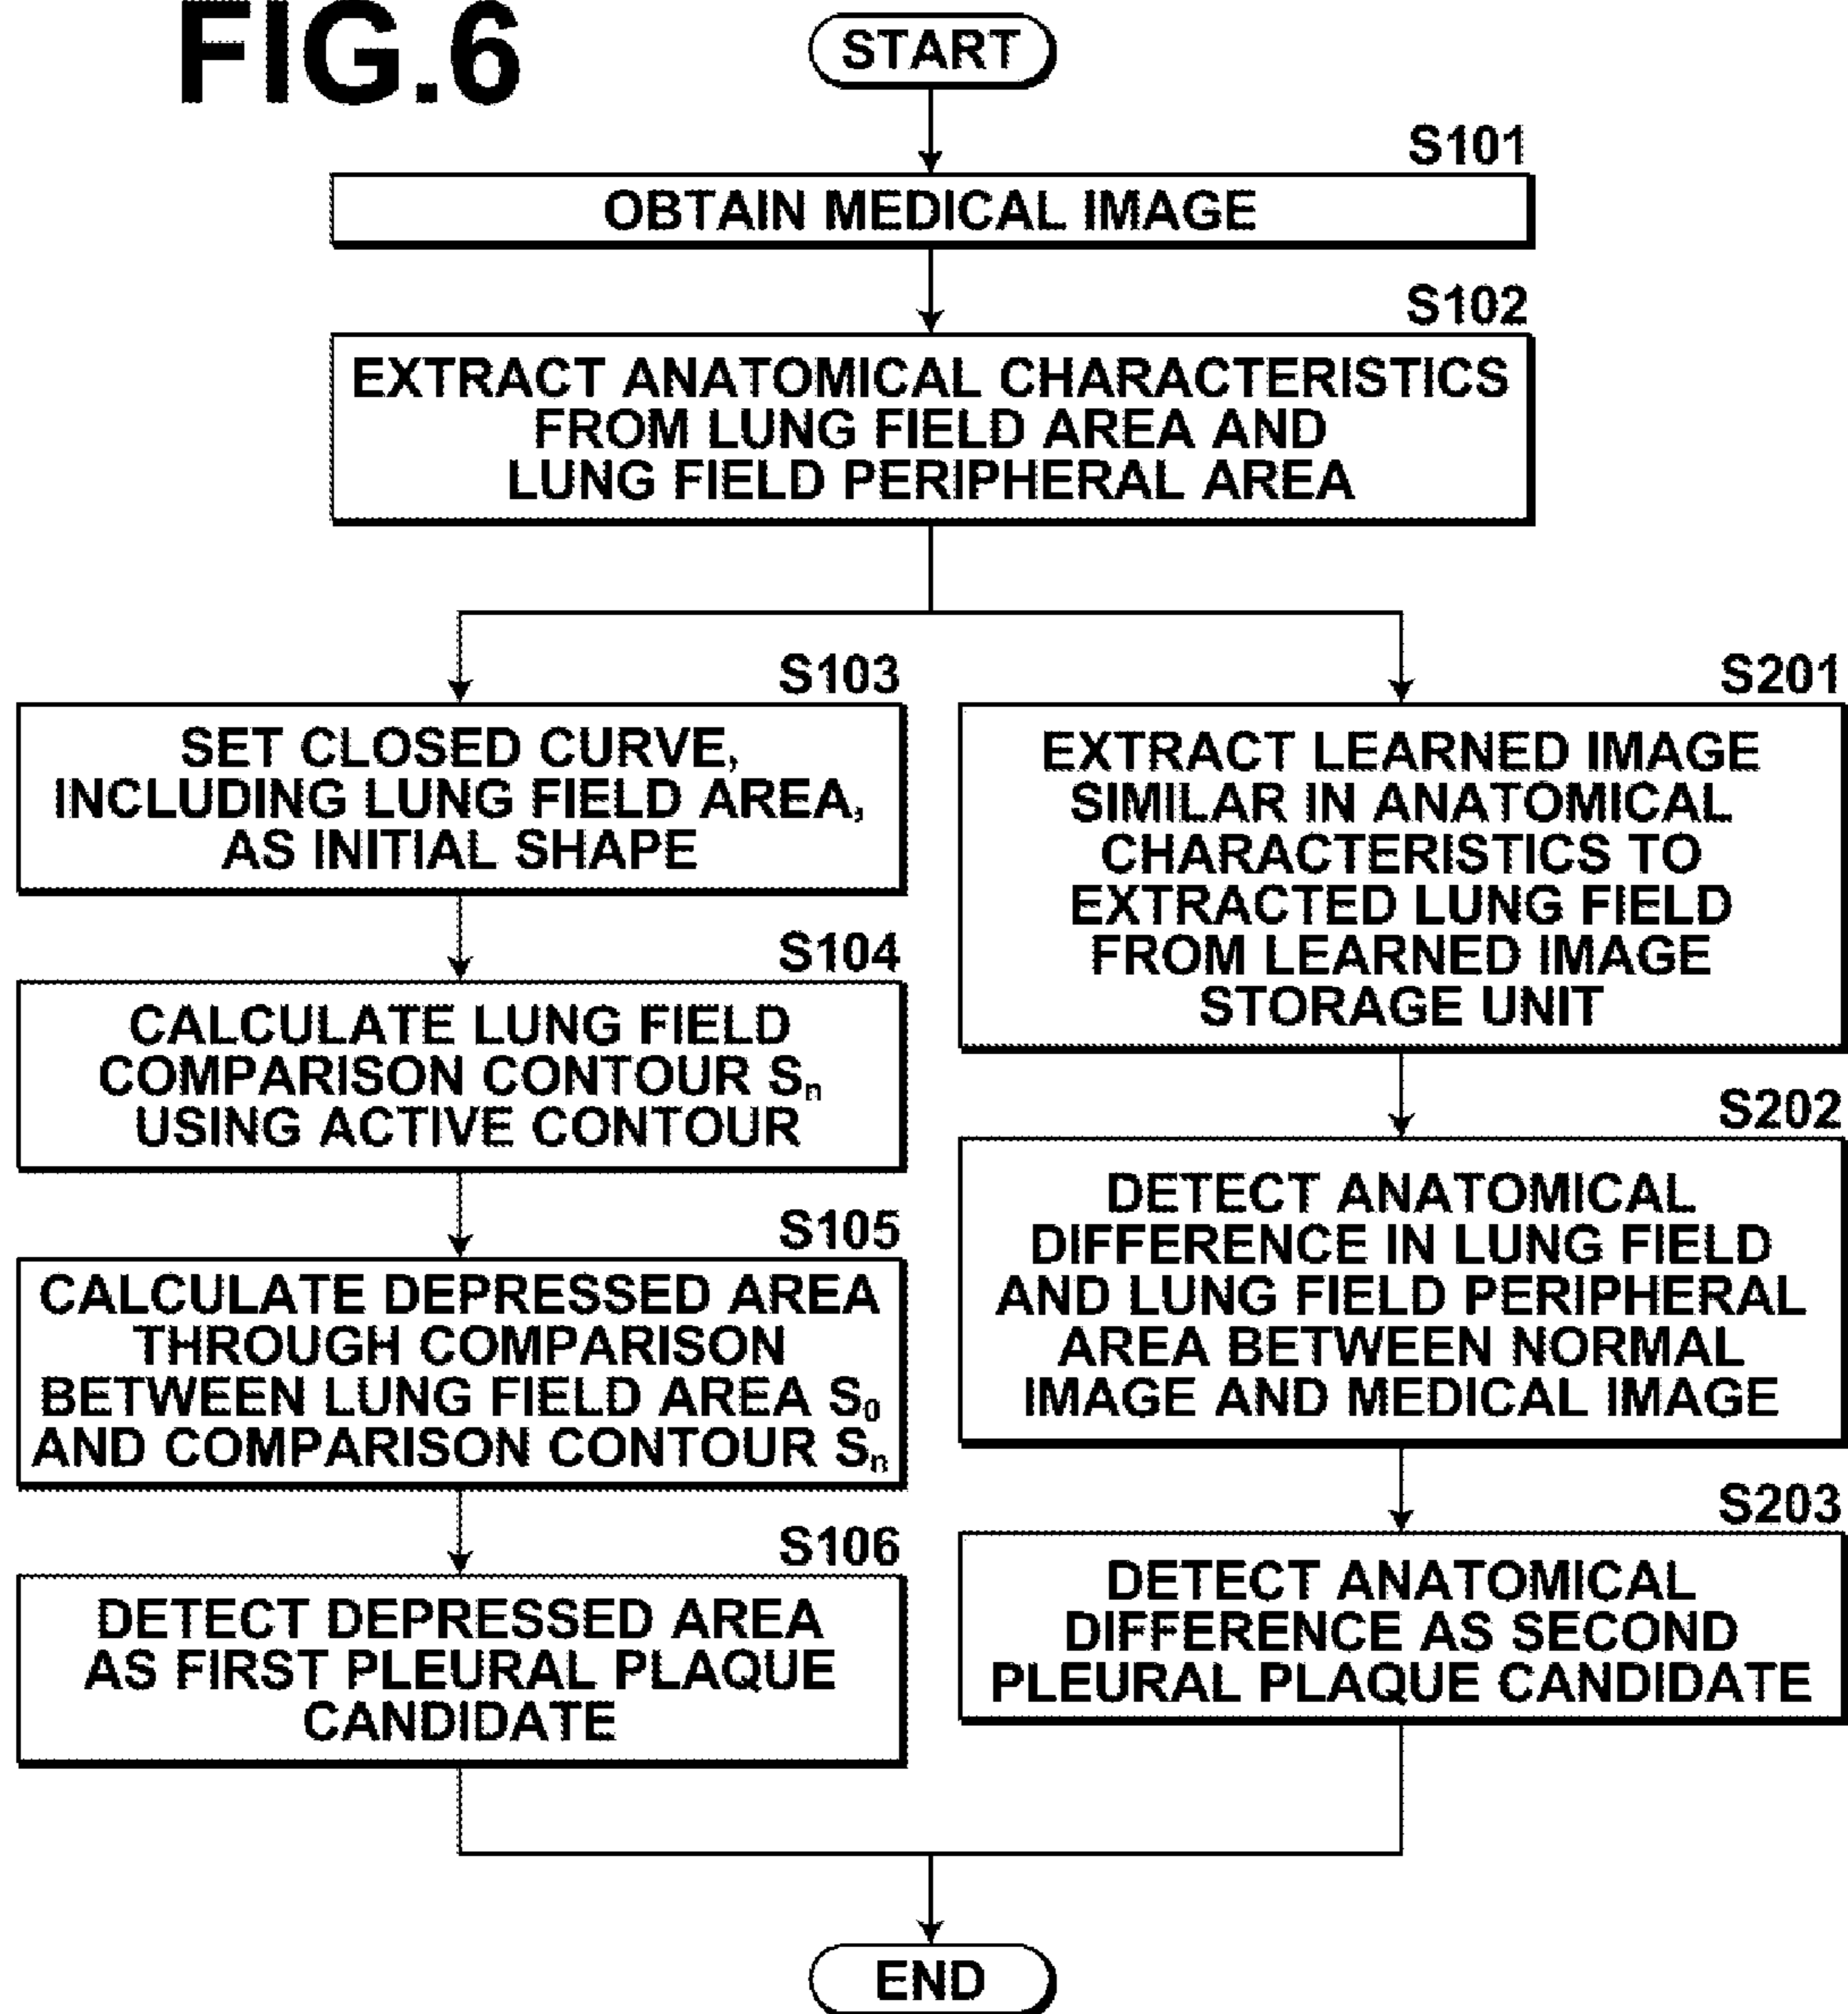 FIG.6
START
S101
OBTAIN MEDICAL IMAGE
S102
EXTRACT ANATOMICAL CHARACTERISTICS
FROM LUNG FIELD AREA AND
LUNG FIELD PERIPHERAL AREA
S103
SET CLOSED CURVE,
INCLUDING LUNG FIELD AREA,
AS INITIAL SHAPE
S104
CALCULATE LUNG FIELD
COMPARISON CONTOUR Sn
USING ACTIVE CONTOUR
S105
CALCULATE DEPRESSED AREA
THROUGH COMPARISON
BETWEEN LUNG FIELD AREA S0
AND COMPARISON CONTOUR Sn
S106
DETECT DEPRESSED AREA
AS FIRST PLEURAL PLAQUE
CANDIDATE
S201
EXTRACT LEARNED IMAGE
SIMILAR IN ANATOMICAL
CHARACTERISTICS TO
EXTRACTED LUNG FIELD
FROM LEARNED IMAGE
STORAGE UNIT
S202
DETECT ANATOMICAL
DIFFERENCE IN LUNG FIELD
AND LUNG FIELD PERIPHERAL
AREA BETWEEN NORMAL
IMAGE AND MEDICAL IMAGE
S203
DETECT ANATOMICAL
DIFFERENCE AS SECOND
PLEURAL PLAQUE CANDIDATE
END